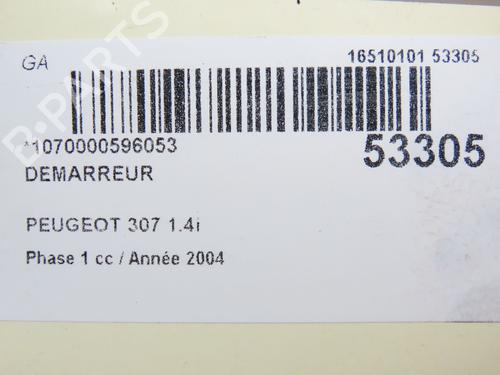 GA
16510101 53305
*1070000596053
53305
DEMARREUR
PEUGEOT 307 1.4i
Phase 1 cc / Année 2004
B-PARTS